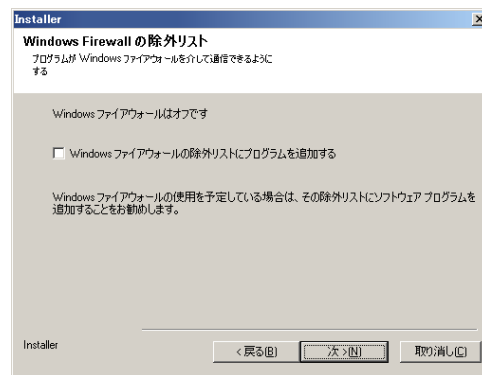 Installer
Windows Firewall の除外リスト
プログラムが Windows ファイアウォールを介して通信できるように
する
Windows ファイアウォールはオフです
Windows ファイアウォールの除外リストにプログラムを追加する
Windows ファイアウォールの使用を予定している場合は、その除外リストにソフトウェア プログラムを
追加することをお勧めします。
Installer
< 戻る(B)
次 >(N)
取り消し(C)